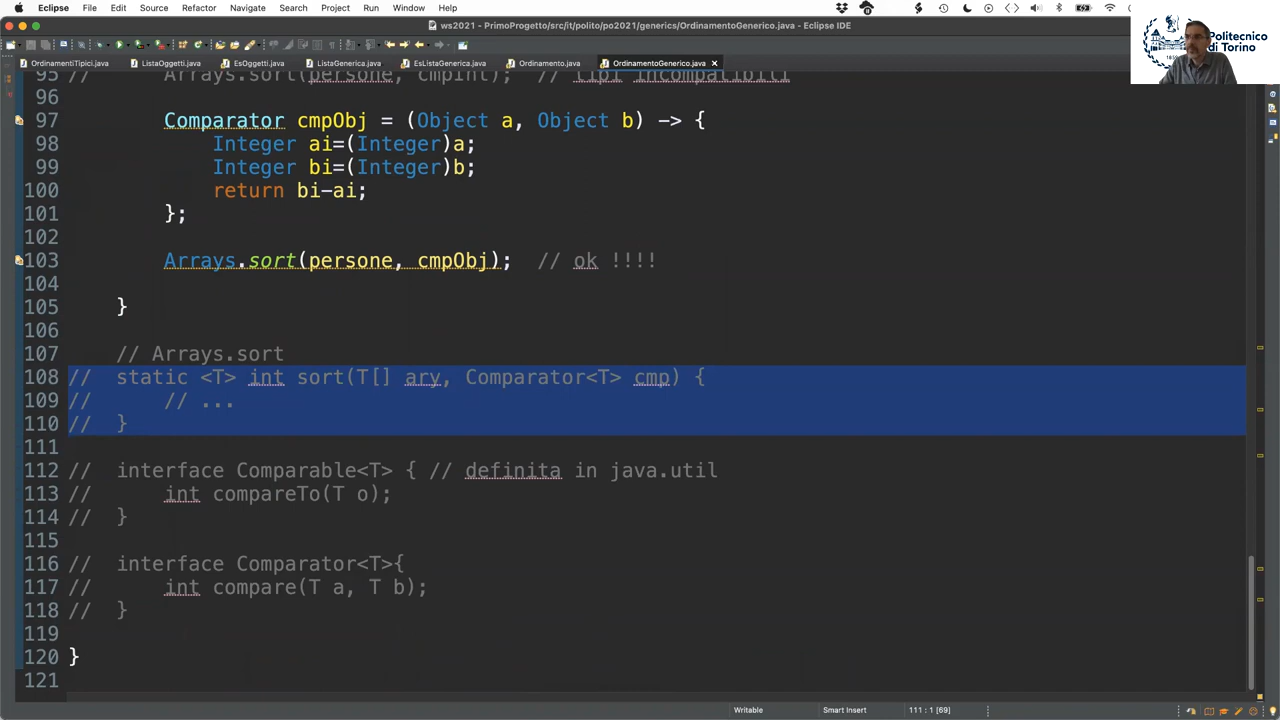 Eclipse File Edit Source Refactor Navigate Search Project Run Window Help
ws2021 - PrimoProgetto/src/it/polito/po2021/generics/OrdinamentoGenerico.java - Eclipse IDE
Politecnico
di Torino
OrdinamentiTipici.java ListaOggetti.java EsOggetti.java ListaGenerica.java EsListaGenerica.java Ordinamento.java OrdinamentoGenerico.java
95 // Arrays.sort(persone, cmpInt); // tipi incompatibili
96
97 Comparator cmpObj = (Object a, Object b) -> {
98 Integer ai=(Integer)a;
99 Integer bi=(Integer)b;
100 return bi-ai;
101 };
102
103 Arrays.sort(persone, cmpObj); // ok !!!!
104
105 }
106
107 // Arrays.sort
108 // static <T> int sort(T[] ary, Comparator<T> cmp) {
109 // // ...
110 // }
111
112 // interface Comparable<T> { // definita in java.util
113 // int compareTo(T o);
114 // }
115
116 // interface Comparator<T>{
117 // int compare(T a, T b);
118 // }
119
120 }
121
Writable Smart Insert 111 : 1 [69]